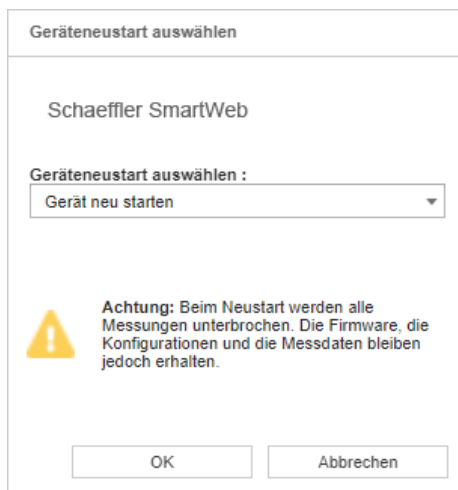 Geräteneustart auswählen
Schaeffler SmartWeb
Geräteneustart auswählen :
Gerät neu starten
Achtung: Beim Neustart werden alle
Messungen unterbrochen. Die Firmware, die
Konfigurationen und die Messdaten bleiben
jedoch erhalten.
OK
Abbrechen